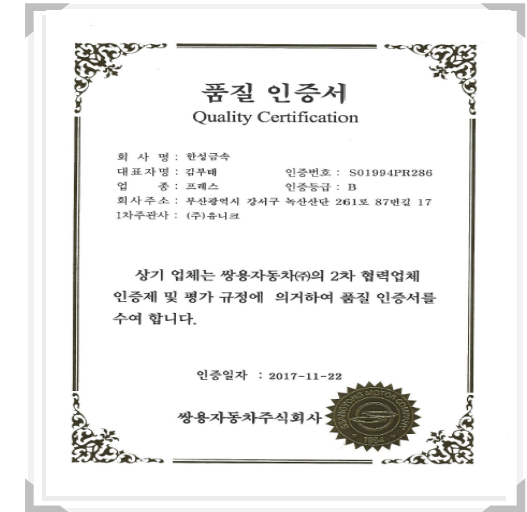 품질 인증서
Quality Certification
회 사 명 : 한성금속
대표자명 : 김부태 인증번호 : S01994PR286
업 종 : 프레스 인증등급 : B
회사주소 : 부산광역시 강서구 녹산산단 261로 87번길 17
1차주관사 : (주)유니크
상기 업체는 쌍용자동차㈜의 2차 협력업체
인증제 및 평가 규정에 의거하여 품질 인증서를
수여 합니다.
인증일자 : 2017-11-22
쌍용자동차주식회사
SSANGYONG MOTOR COMPANY
1954